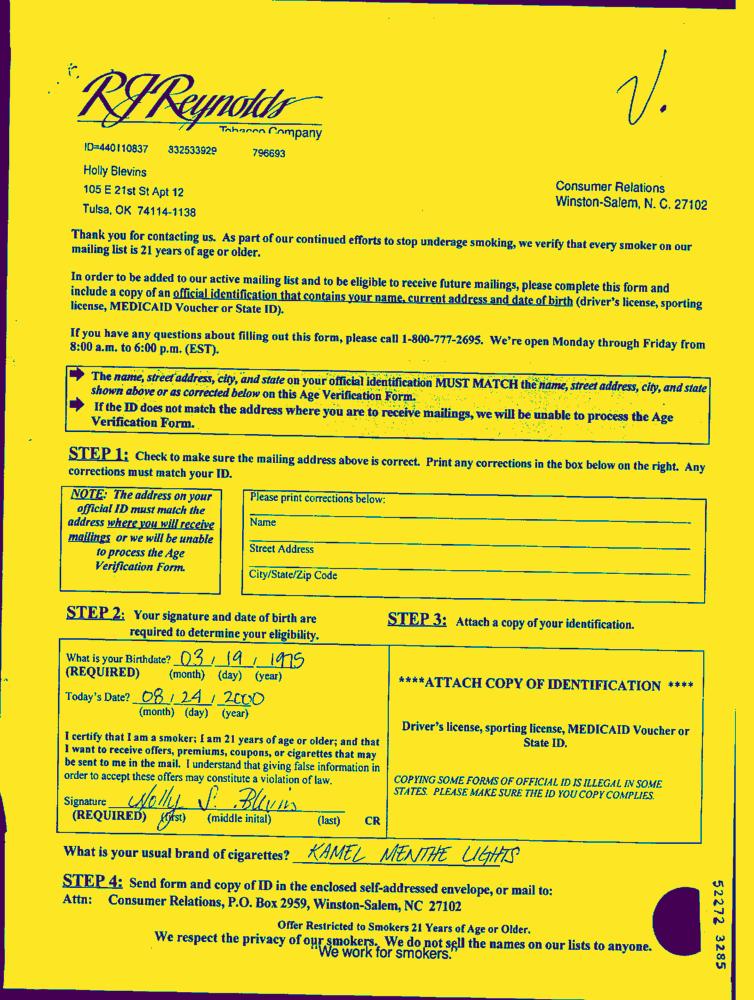 V.
RJReynolds
Tobacco Company
ID=440110837 832533929 796693
Holly Blevins
105 E 21st St Apt 12
Tulsa, OK 74114-1138
Consumer Relations
Winston-Salem, N. C. 27102
Thank you for contacting us. As part of our continued efforts to stop underage smoking, we verify that every smoker on our
mailing list is 21 years of age or older.
In order to be added to our active mailing list and to be eligible to receive future mailings, please complete this form and
include a copy of an official identification that contains your name, current address and date of birth (driver's license, sporting
license, MEDICAID Voucher or State ID).
If you have any questions about filling out this form, please call 1-800-777-2695. We're open Monday through Friday from
8:00 a.m. to 6:00 p.m. (EST).
The name, street address, city, and state on your official identification MUST MATCH the name, street address, city, and state
shown above or as corrected below on this Age Verification Form.
If the ID does not match the address where you are to receive mailings, we will be unable to process the Age
Verification Form.
STEP 1: Check to make sure the mailing address above is correct. Print any corrections in the box below on the right. Any
corrections must match your ID.
NOTE: The address on your
official ID must match the
address where you will receive
mailings or we will be unable
to process the Age
Verification Form.
Please print corrections below:
Name
Street Address
City/State/Zip Code
STEP 2: Your signature and date of birth are
required to determine your eligibility.
STEP 3: Attach a copy of your identification.
What is your Birthdate? 03 / 19 / 1975
(REQUIRED) (month) (day) (year)
Today's Date? 08 / 24 / 2000
(month) (day) (year)
I certify that I am a smoker; I am 21 years of age or older; and that
I want to receive offers, premiums, coupons, or cigarettes that may
be sent to me in the mail. I understand that giving false information in
order to accept these offers may constitute a violation of law.
Signature Holly S. Blevins
(REQUIRED) (first) (middle inital) (last) CR
****ATTACH COPY OF IDENTIFICATION ****
Driver's license, sporting license, MEDICAID Voucher or
State ID.
COPYING SOME FORMS OF OFFICIAL ID IS ILLEGAL IN SOME
STATES. PLEASE MAKE SURE THE ID YOU COPY COMPLIES.
What is your usual brand of cigarettes? KAMEL MENTHE LIGHTS
STEP 4: Send form and copy of ID in the enclosed self-addressed envelope, or mail to:
Attn: Consumer Relations, P.O. Box 2959, Winston-Salem, NC 27102
Offer Restricted to Smokers 21 Years of Age or Older.
We respect the privacy of our smokers. We do not sell the names on our lists to anyone.
"We work for smokers."
52272 3285